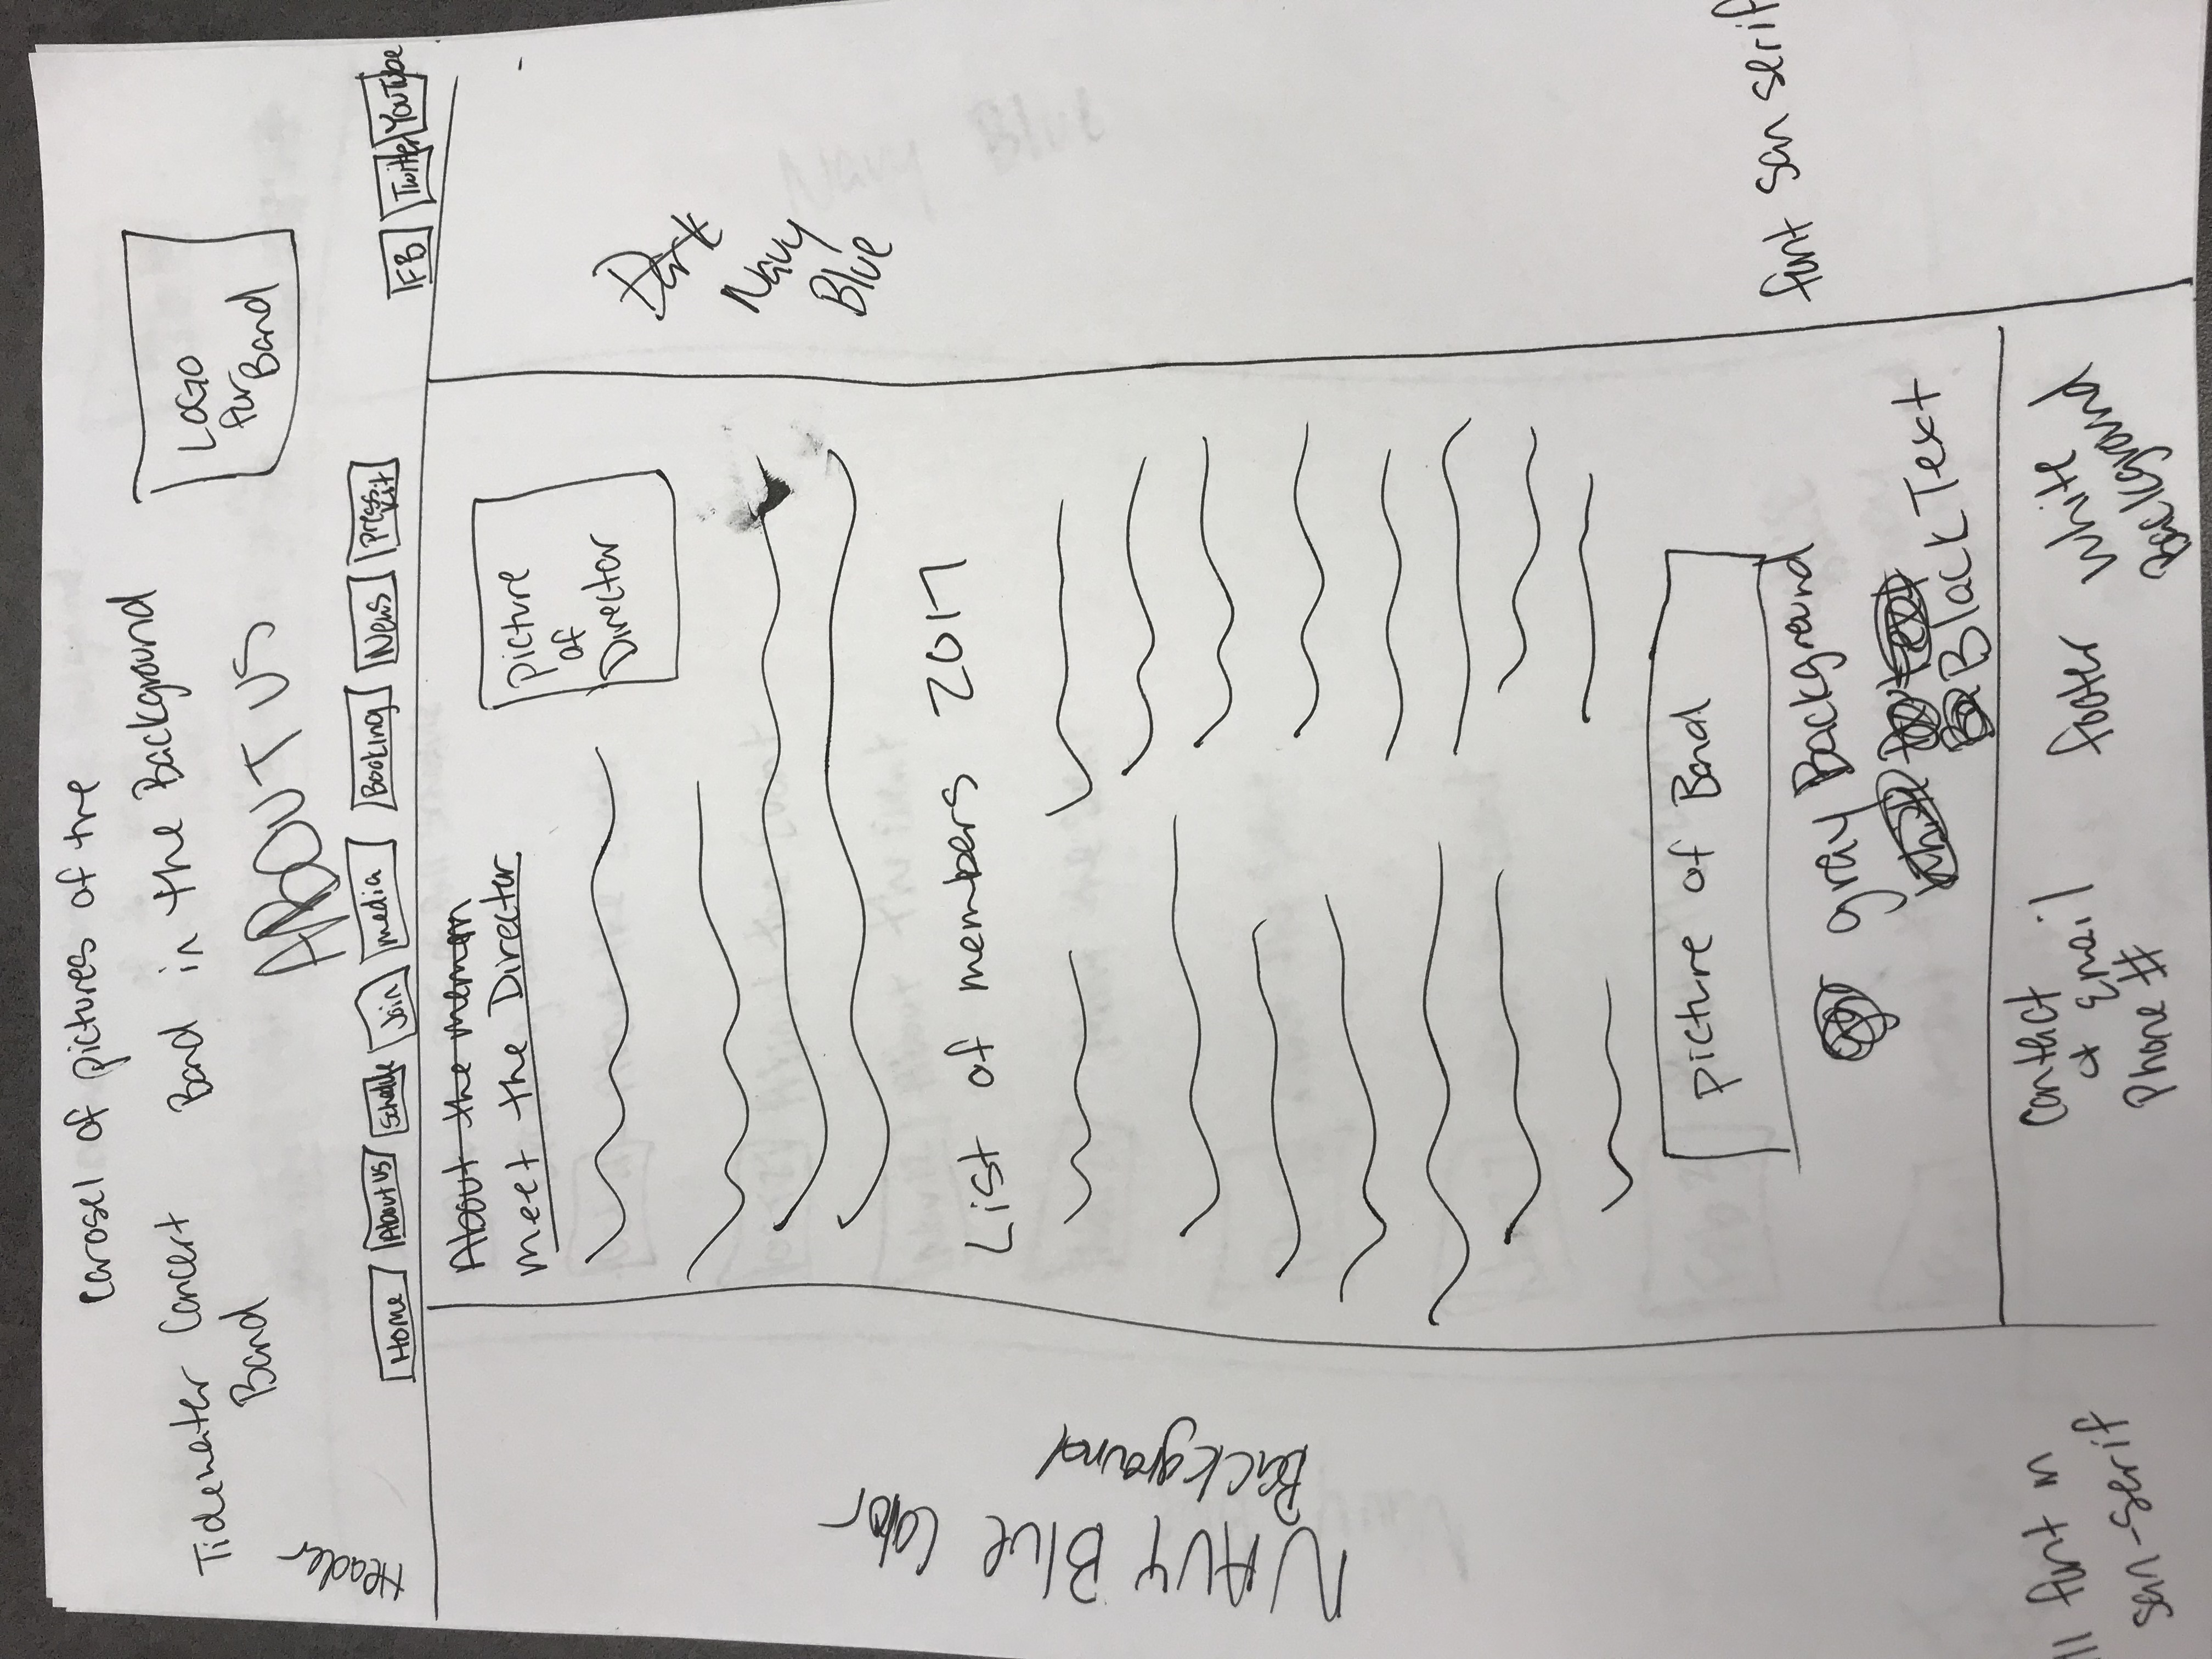 Carosel of pictures of the
Band in the Background
Tidewater Concert
Band
ABOUT US
LOGO
for
Band
Header
Home
About us
Schedule
Join
media
Booking
News
Press
Kit
FB
Twitter
YouTube
About the memm
meet the Director
picture
of
Director
Dark
Navy
Blue
NAVY Blue Color
Background
List of members 2017
picture of Band
gray Background
White text
Black Text
font san serif
ll font in
san-serif
Contact
& Email
Phone #
footer
white
Background